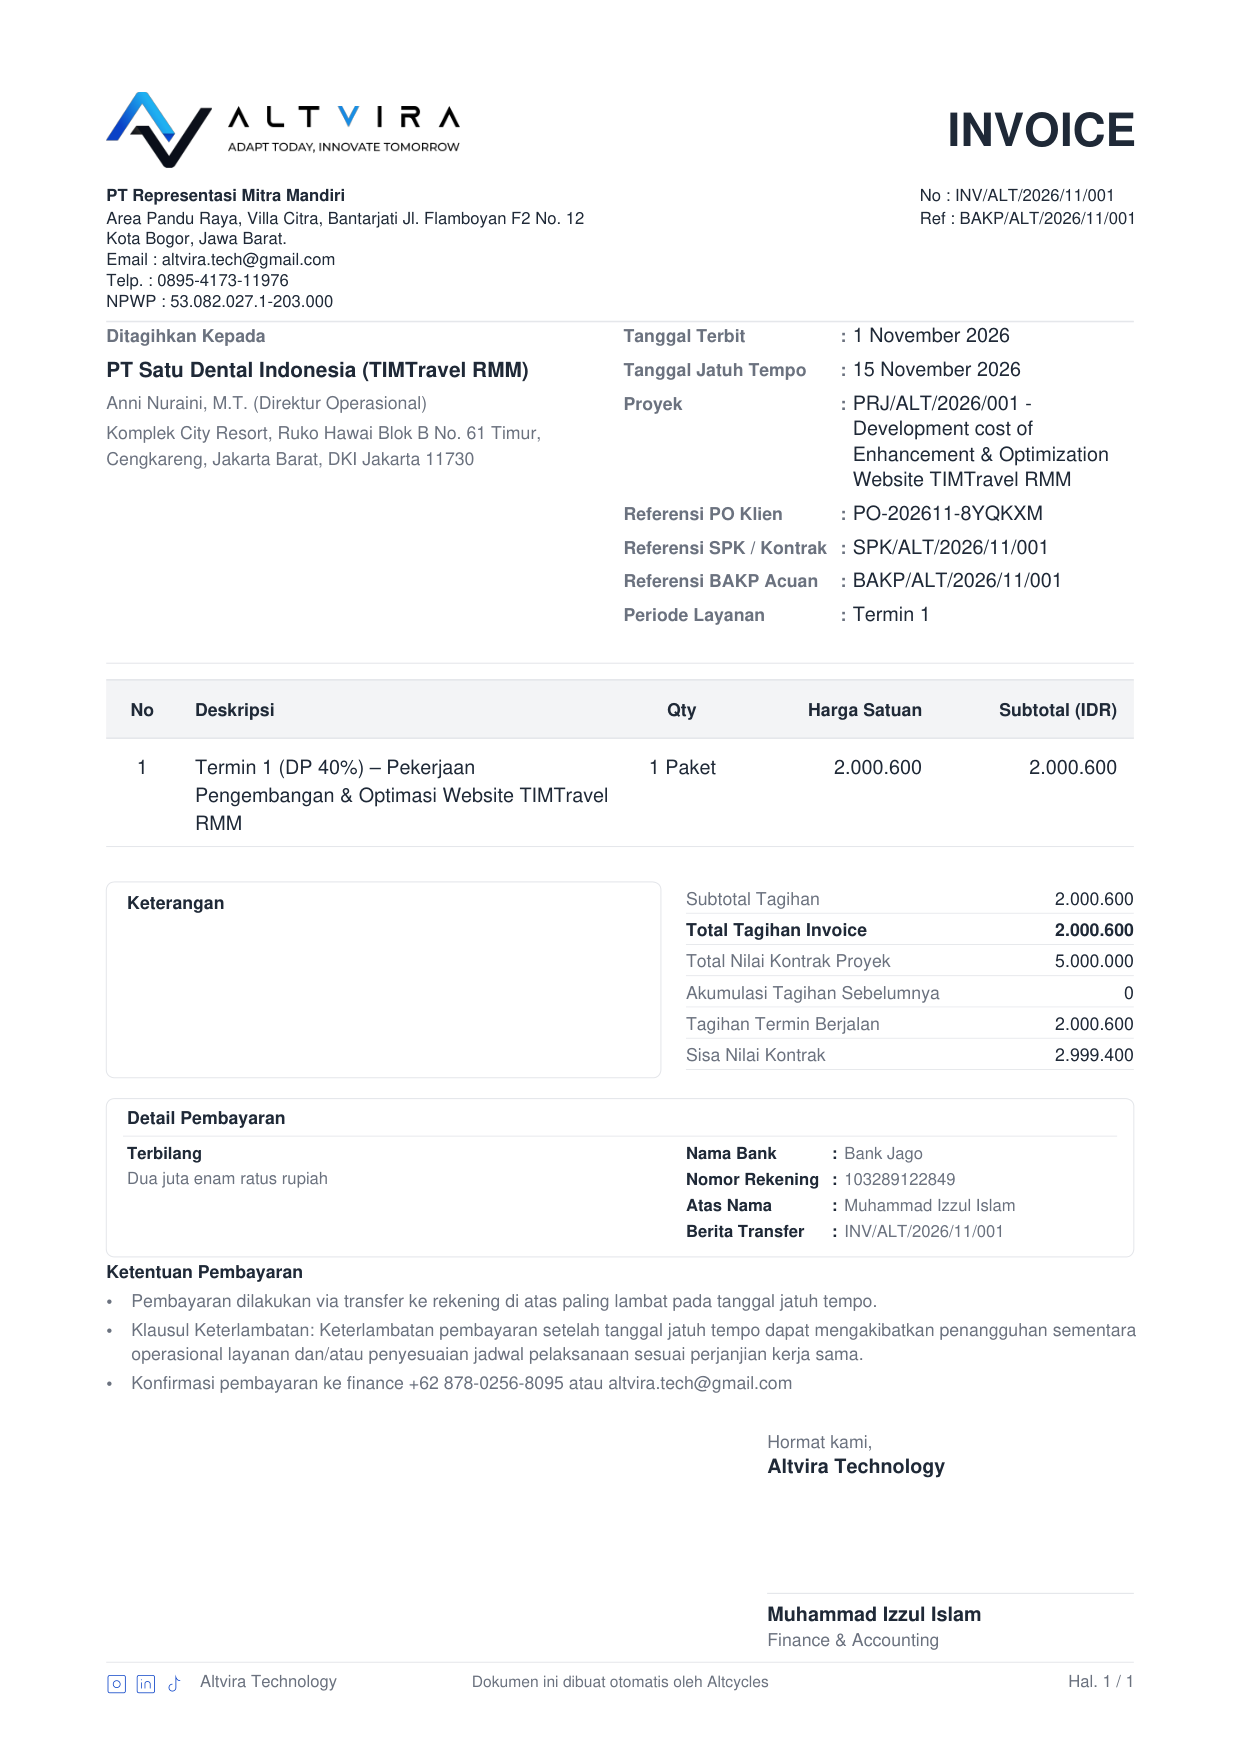 ALTVIRA
ADAPT TODAY, INNOVATE TOMORROW
INVOICE
PT Representasi Mitra Mandiri
Area Pandu Raya, Villa Citra, Bantarjati Jl. Flamboyan F2 No. 12
Kota Bogor, Jawa Barat.
Email : altvira.tech@gmail.com
Telp. : 0895-4173-11976
NPWP : 53.082.027.1-203.000
No : INV/ALT/2026/11/001
Ref : BAKP/ALT/2026/11/001
Ditagihkan Kepada
PT Satu Dental Indonesia (TIMTravel RMM)
Anni Nuraini, M.T. (Direktur Operasional)
Komplek City Resort, Ruko Hawai Blok B No. 61 Timur,
Cengkareng, Jakarta Barat, DKI Jakarta 11730
Tanggal Terbit : 1 November 2026
Tanggal Jatuh Tempo : 15 November 2026
Proyek : PRJ/ALT/2026/001 -
Development cost of
Enhancement & Optimization
Website TIMTravel RMM
Referensi PO Klien : PO-202611-8YQKXM
Referensi SPK / Kontrak : SPK/ALT/2026/11/001
Referensi BAKP Acuan : BAKP/ALT/2026/11/001
Periode Layanan : Termin 1
No Deskripsi Qty Harga Satuan Subtotal (IDR)
1 Termin 1 (DP 40%) – Pekerjaan 1 Paket 2.000.600 2.000.600
Pengembangan & Optimasi Website TIMTravel
RMM
Keterangan
Subtotal Tagihan 2.000.600
Total Tagihan Invoice 2.000.600
Total Nilai Kontrak Proyek 5.000.000
Akumulasi Tagihan Sebelumnya 0
Tagihan Termin Berjalan 2.000.600
Sisa Nilai Kontrak 2.999.400
Detail Pembayaran
Terbilang
Dua juta enam ratus rupiah
Nama Bank : Bank Jago
Nomor Rekening : 103289122849
Atas Nama : Muhammad Izzul Islam
Berita Transfer : INV/ALT/2026/11/001
Ketentuan Pembayaran
• Pembayaran dilakukan via transfer ke rekening di atas paling lambat pada tanggal jatuh tempo.
• Klausul Keterlambatan: Keterlambatan pembayaran setelah tanggal jatuh tempo dapat mengakibatkan penangguhan sementara
operasional layanan dan/atau penyesuaian jadwal pelaksanaan sesuai perjanjian kerja sama.
• Konfirmasi pembayaran ke finance +62 878-0256-8095 atau altvira.tech@gmail.com
Hormat kami,
Altvira Technology
Muhammad Izzul Islam
Finance & Accounting
Altvira Technology
Dokumen ini dibuat otomatis oleh Altcycles
Hal. 1 / 1